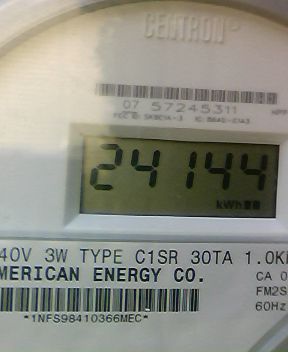 CENTRON
07 57245311
24144
kWh
40V 3W TYPE C1SR 30TA 1.0K
MERICAN ENERGY CO.
CA 0
FM2S
60Hz
*1NFS98410366MEC*